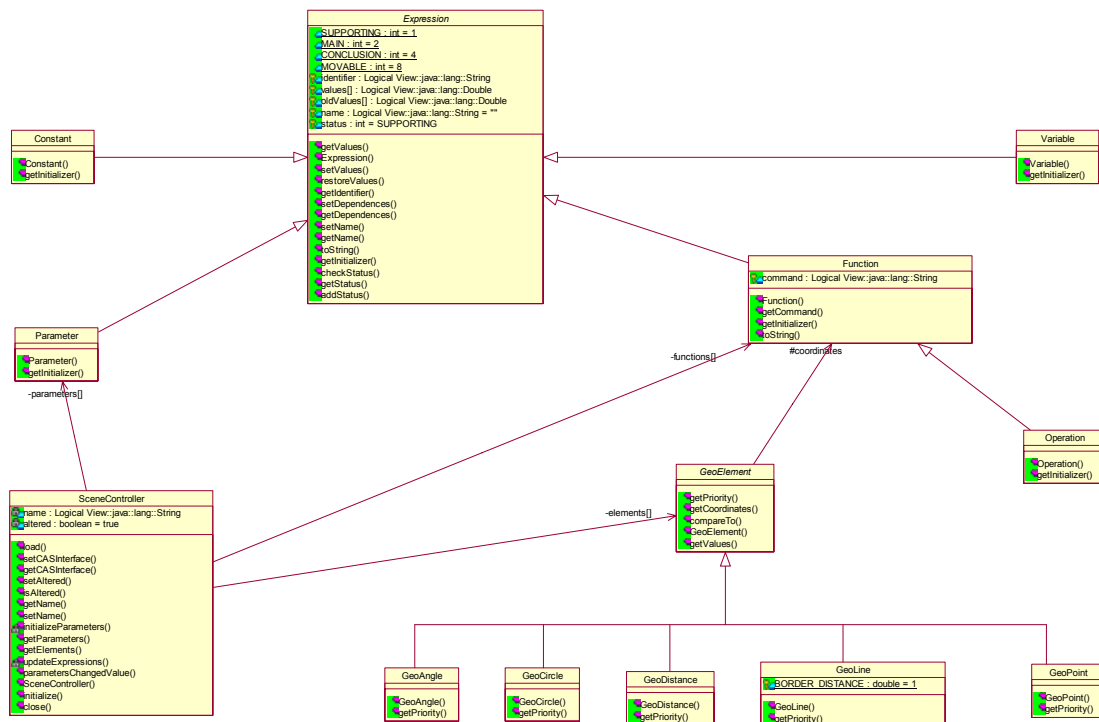 Expression
SUPPORTING : int = 1
MAIN : int = 2
CONCLUSION : int = 4
MOVABLE : int = 8
identifier : Logical View::java::lang::String
values[] : Logical View::java::lang::Double
oldValues[] : Logical View::java::lang::Double
name : Logical View::java::lang::String = ""
status : int = SUPPORTING
getValues()
Expression()
setValues()
restoreValues()
getIdentifier()
setDependences()
getDependences()
setName()
getName()
toString()
getInitializer()
checkStatus()
getStatus()
addStatus()
Constant
Constant()
getInitializer()
Variable
Variable()
getInitializer()
Function
command : Logical View::java::lang::String
Function()
getCommand()
getInitializer()
toString()
Parameter
Parameter()
getInitializer()
-parameters[]
-functions[]
#coordinates
Operation
Operation()
getInitializer()
GeoElement
getPriority()
getCoordinates()
compareTo()
GeoElement()
getValues()
-elements[]
SceneController
name : Logical View::java::lang::String
altered : boolean = true
load()
setCASInterface()
getCASInterface()
setAltered()
isAltered()
getName()
setName()
initializeParameters()
getParameters()
getElements()
updateExpressions()
parametersChangedValue()
SceneController()
initialize()
close()
GeoAngle
GeoAngle()
getPriority()
GeoCircle
GeoCircle()
getPriority()
GeoDistance
GeoDistance()
getPriority()
GeoLine
BORDER_DISTANCE : double = 1
GeoLine()
getPriority()
GeoPoint
GeoPoint()
getPriority()